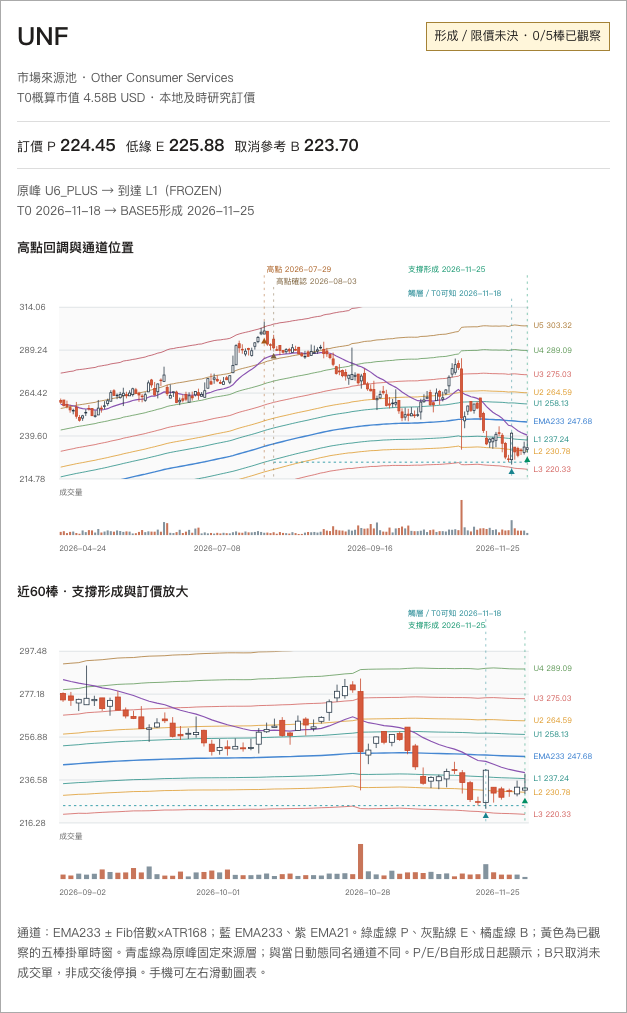 UNF
形成 / 限價未決 · 0/5棒已觀察
市場來源池 · Other Consumer Services
T0概算市值 4.58B USD · 本地及時研究訂價
訂價 P 224.45 低緣 E 225.88 取消參考 B 223.70
原峰 U6_PLUS → 到達 L1（FROZEN）
T0 2026-11-18 → BASE5形成 2026-11-25
高點回調與通道位置
高點 2026-07-29
支撐形成 2026-11-25
高點確認 2026-08-03
觸層 / T0可知 2026-11-18
314.06
U5 303.32
289.24
U4 289.09
U3 275.03
264.42
U2 264.59
U1 258.13
EMA233 247.68
239.60
L1 237.24
L2 230.78
L3 220.33
214.78
成交量
2026-04-24
2026-07-08
2026-09-16
2026-11-25
近60棒 · 支撐形成與訂價放大
觸層 / T0可知 2026-11-18
支撐形成 2026-11-25
297.48
U4 289.09
277.18
U3 275.03
U2 264.59
256.88
U1 258.13
EMA233 247.68
236.58
L1 237.24
L2 230.78
L3 220.33
216.28
成交量
2026-09-02
2026-10-01
2026-10-28
2026-11-25
通道：EMA233 ± Fib倍數×ATR168；藍 EMA233、紫 EMA21。綠虛線 P、灰點線 E、橘虛線 B；黃色為已觀
察的五棒掛單時窗。青虛線為原峰固定來源層；與當日動態同名通道不同。P/E/B自形成日起顯示；B只取消未
成交單，非成交後停損。手機可左右滑動圖表。